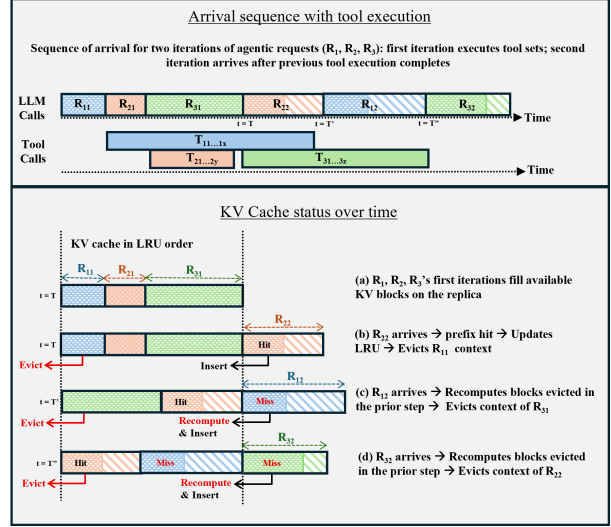 Arrival sequence with tool execution
Sequence of arrival for two iterations of agentic requests (R1, R2, R3): first iteration executes tool sets; second
iteration arrives after previous tool execution completes
LLM
Calls
R11 R21 R31 R22 R12 R32
t = T t = T' t = T"
Time
Tool
Calls
T11…1x
T21…2y T31…3z
Time
KV Cache status over time
KV cache in LRU order
R11 R21 R31
t = T
(a) R1, R2, R3's first iterations fill available
KV blocks on the replica
R22
t = T
Hit
Evict
Insert
(b) R22 arrives → prefix hit → Updates
LRU → Evicts R11 context
R12
t = T'
Hit Miss
Evict
Recompute
& Insert
(c) R12 arrives → Recomputes blocks evicted in
the prior step → Evicts context of R31
R32
t = T"
Hit Miss Miss
Evict
Recompute
& Insert
(d) R32 arrives → Recomputes blocks evicted
in the prior step → Evicts context of R22